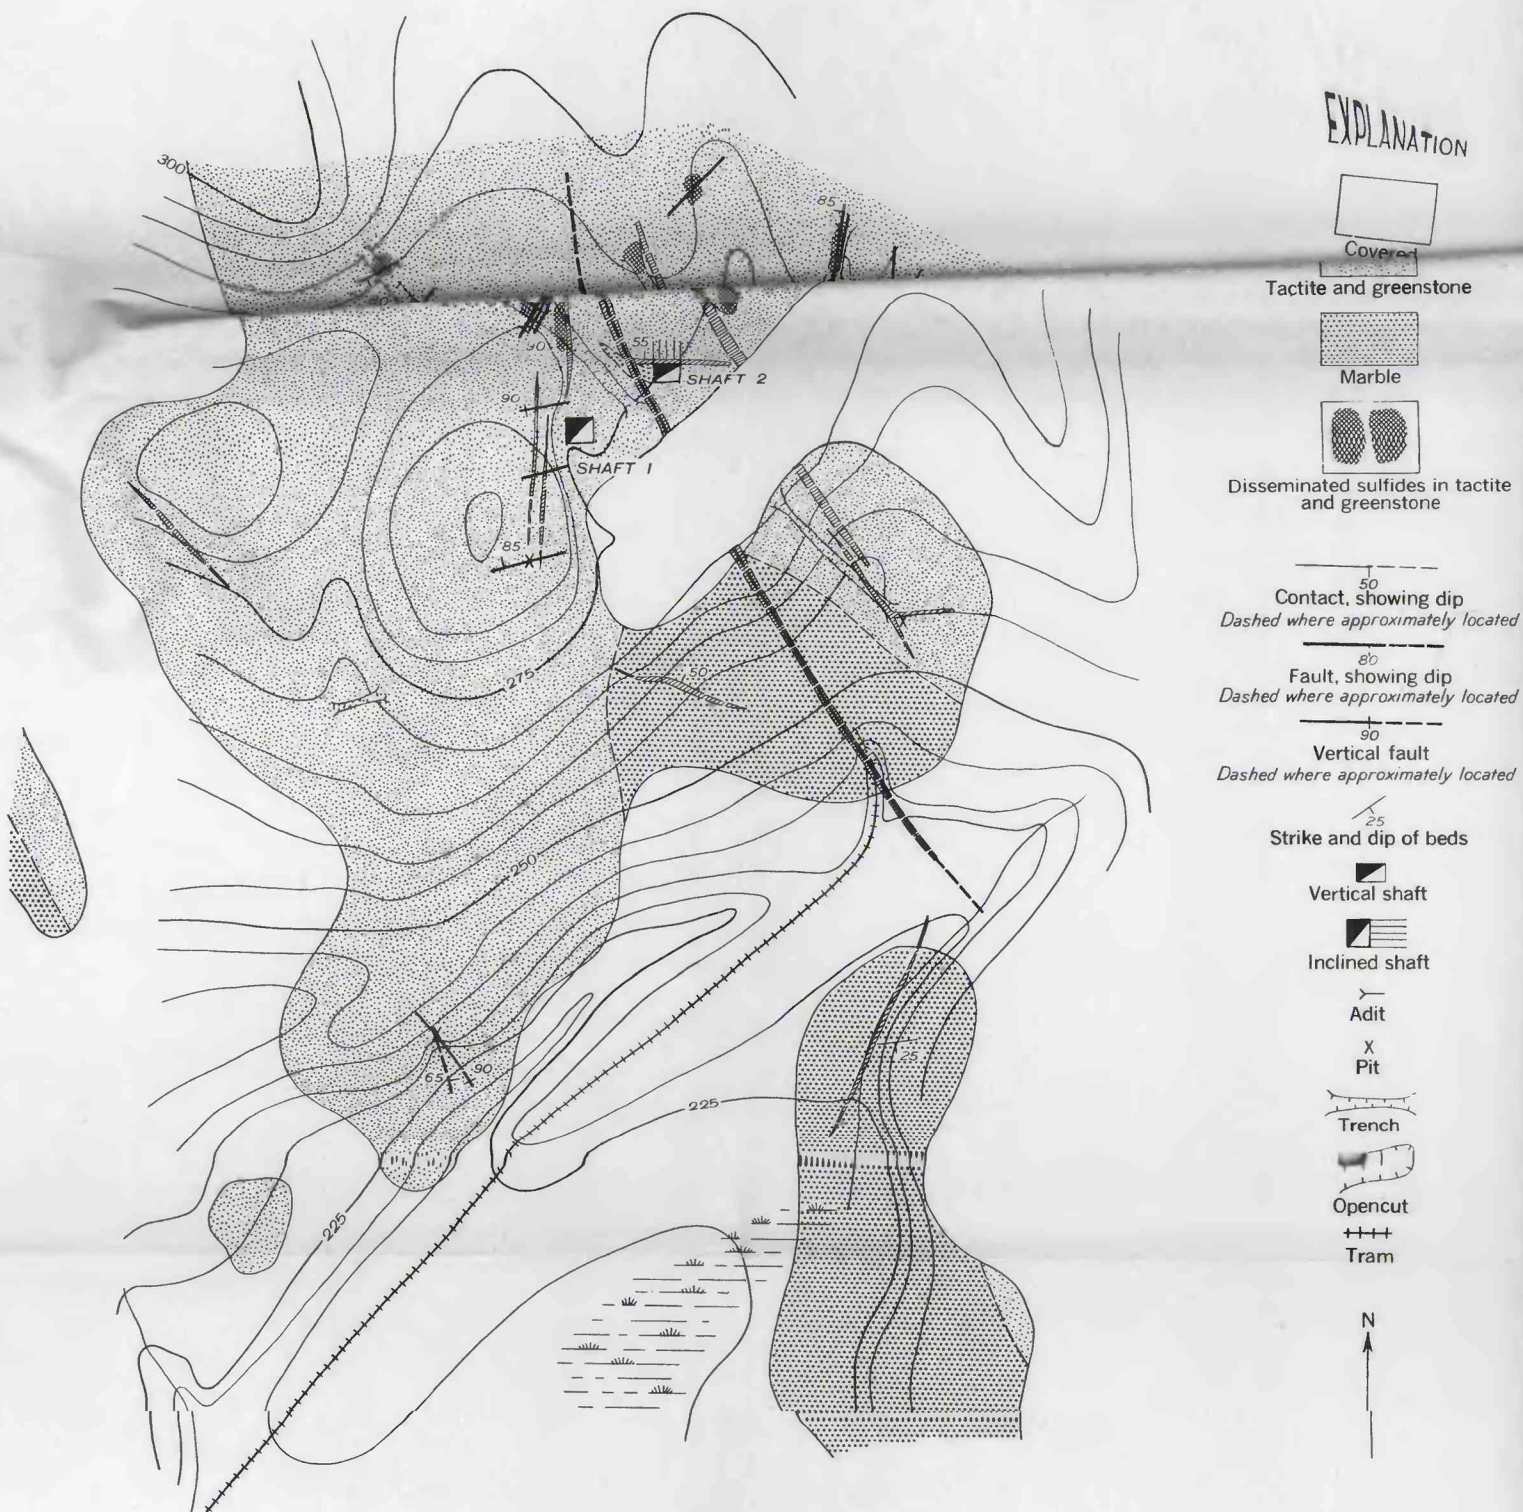 300
85
90
55
SHAFT 2
90
SHAFT 1
85
275
50
250
25
65
90
225
225
EXPLANATION
Covered
Tactite and greenstone
Marble
Disseminated sulfides in tactite
and greenstone
50
Contact, showing dip
Dashed where approximately located
80
Fault, showing dip
Dashed where approximately located
90
Vertical fault
Dashed where approximately located
25
Strike and dip of beds
Vertical shaft
Inclined shaft
Adit
X
Pit
Trench
Opencut
Tram
N